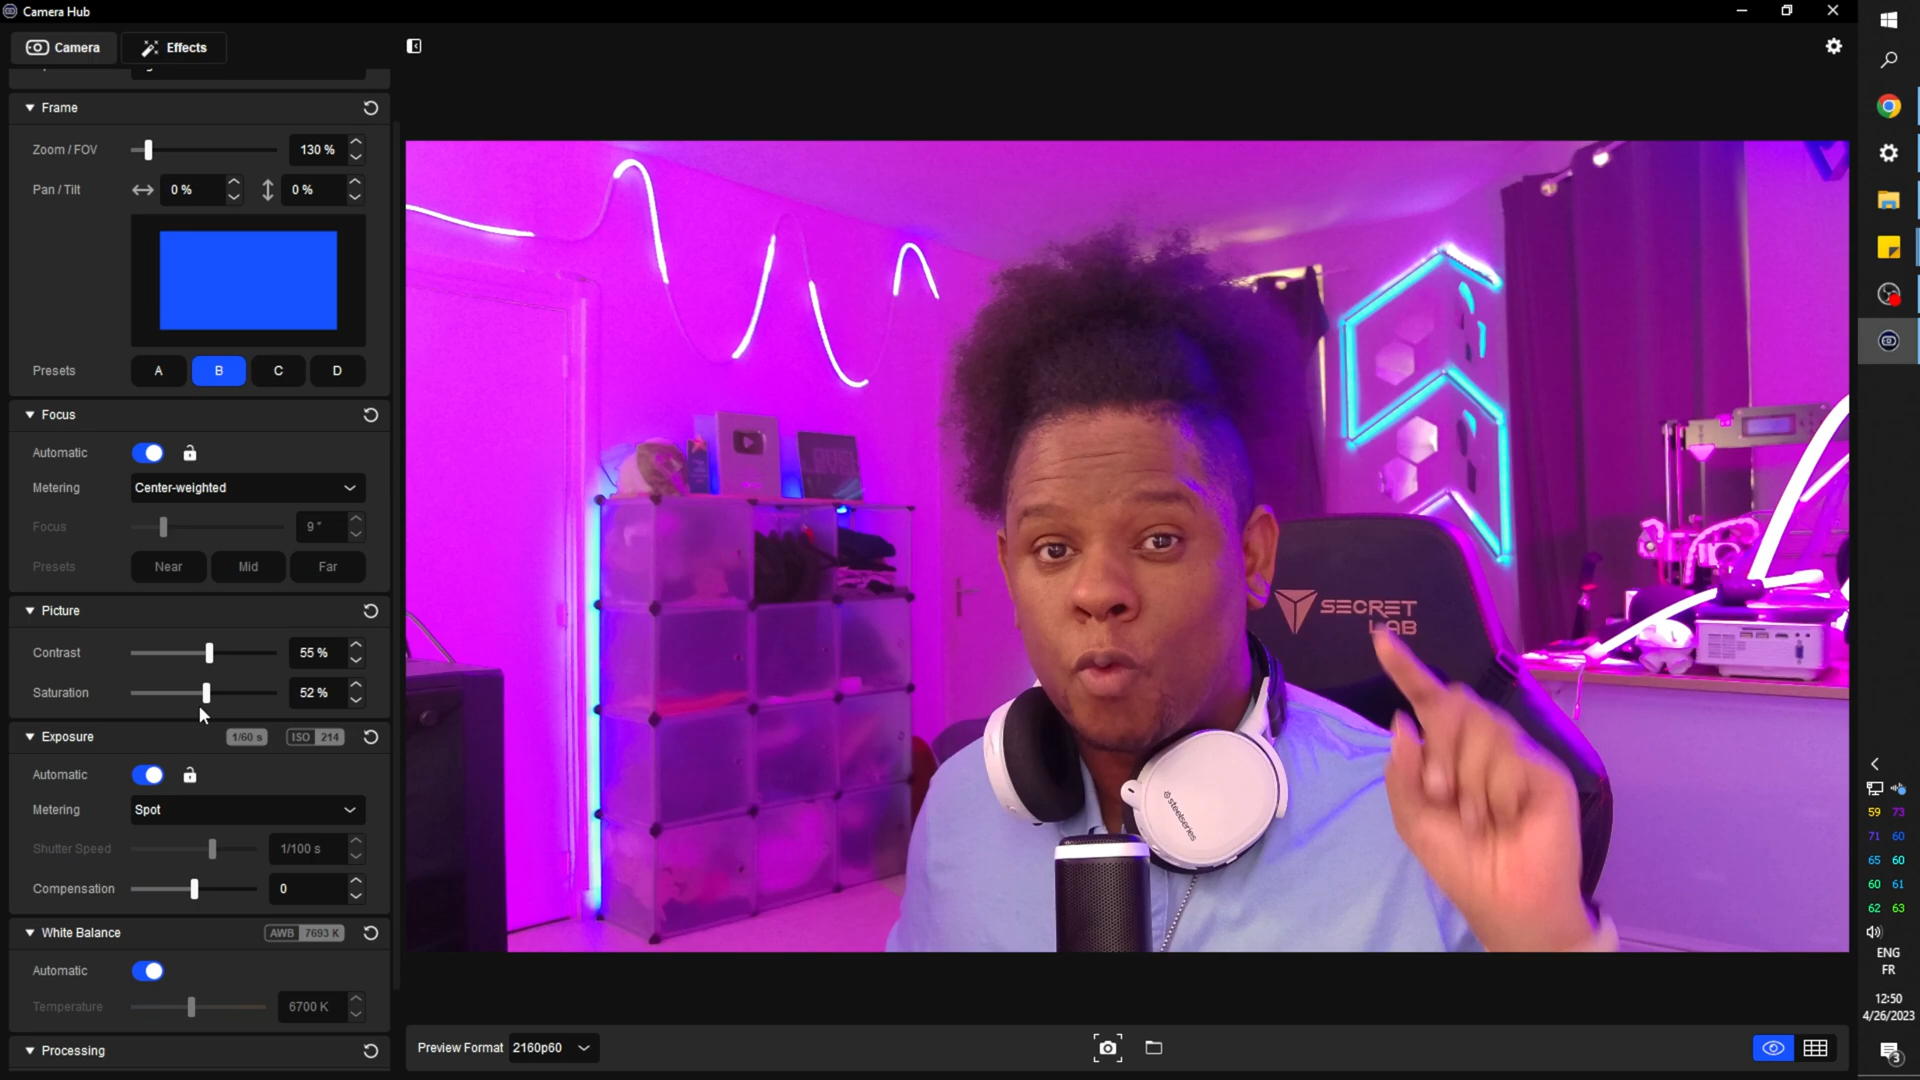 Camera Hub
Camera
Effects
Frame
Zoom / FOV
130 %
Pan / Tilt
0 %
0 %
Presets
A
B
C
D
Focus
Automatic
Metering
Center-weighted
Focus
9 "
Presets
Near
Mid
Far
Picture
Contrast
55 %
Saturation
52 %
Exposure
1/60 s
ISO 214
Automatic
Metering
Spot
Shutter Speed
1/100 s
Compensation
0
White Balance
AWB 7693 K
Automatic
Temperature
6700 K
Processing
SECRET
LAB
steelseries
Preview Format
2160p60
59 73
71 60
65 60
60 61
62 63
ENG
FR
12:50
4/26/2023
3